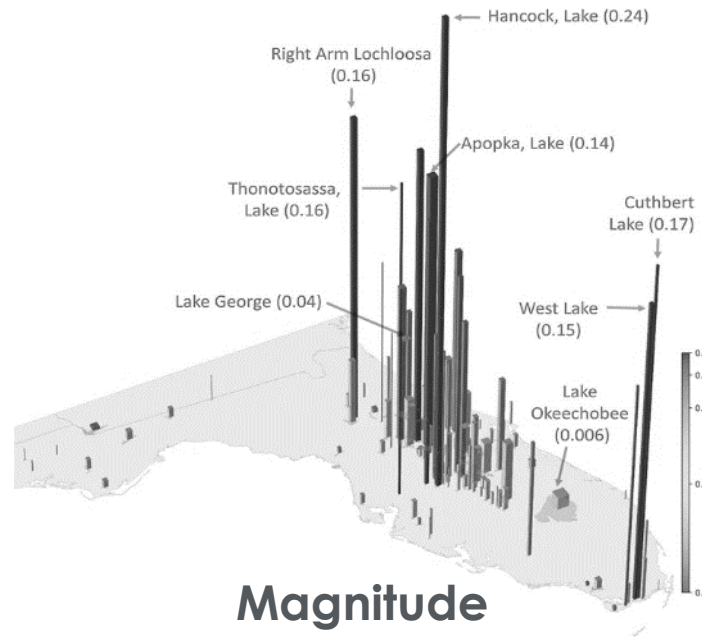 Hancock, Lake (0.24)
Right Arm Lochloosa
(0.16)
Apopka, Lake (0.14)
Thonotosassa,
Lake (0.16)
Cuthbert
Lake (0.17)
Lake George (0.04)
West Lake
(0.15)
Lake
Okeechobee
(0.006)
Magnitude